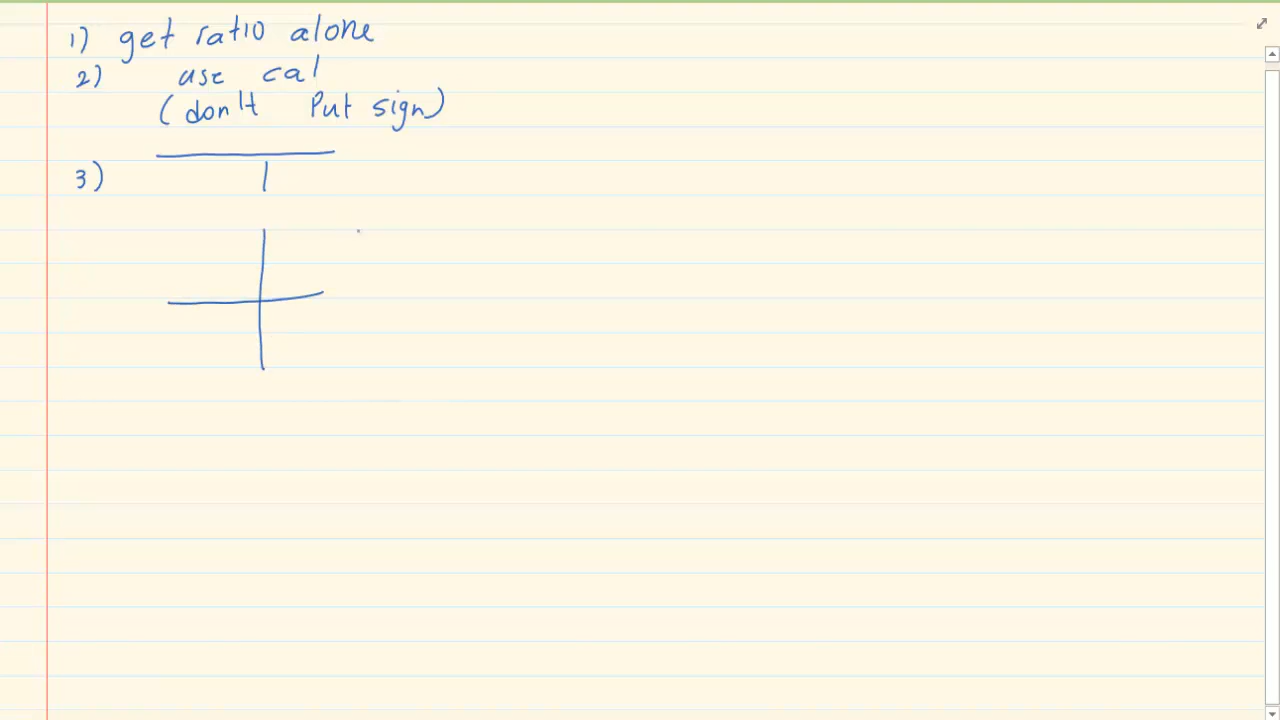 1) get ratio alone
2) use cal
(don't Put sign)
3)